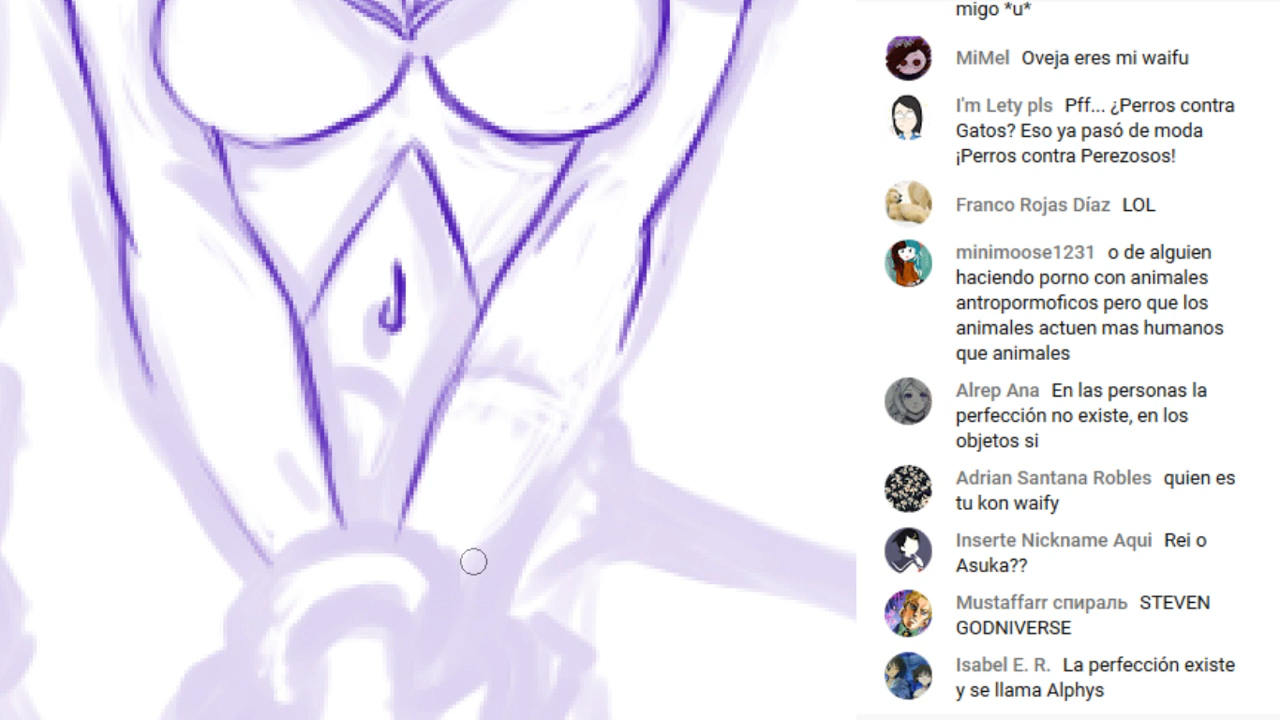 migo *u*
MiMel Oveja eres mi waifu
I'm Lety pls Pff... ¿Perros contra
Gatos? Eso ya pasó de moda
¡Perros contra Perezosos!
Franco Rojas Díaz LOL
minimoose1231 o de alguien
haciendo porno con animales
antropormoficos pero que los
animales actuen mas humanos
que animales
Alrep Ana En las personas la
perfección no existe, en los
objetos si
Adrian Santana Robles quien es
tu kon waify
Inserte Nickname Aqui Rei o
Asuka??
Mustaffarr спираль STEVEN
GODNIVERSE
Isabel E. R. La perfección existe
y se llama Alphys